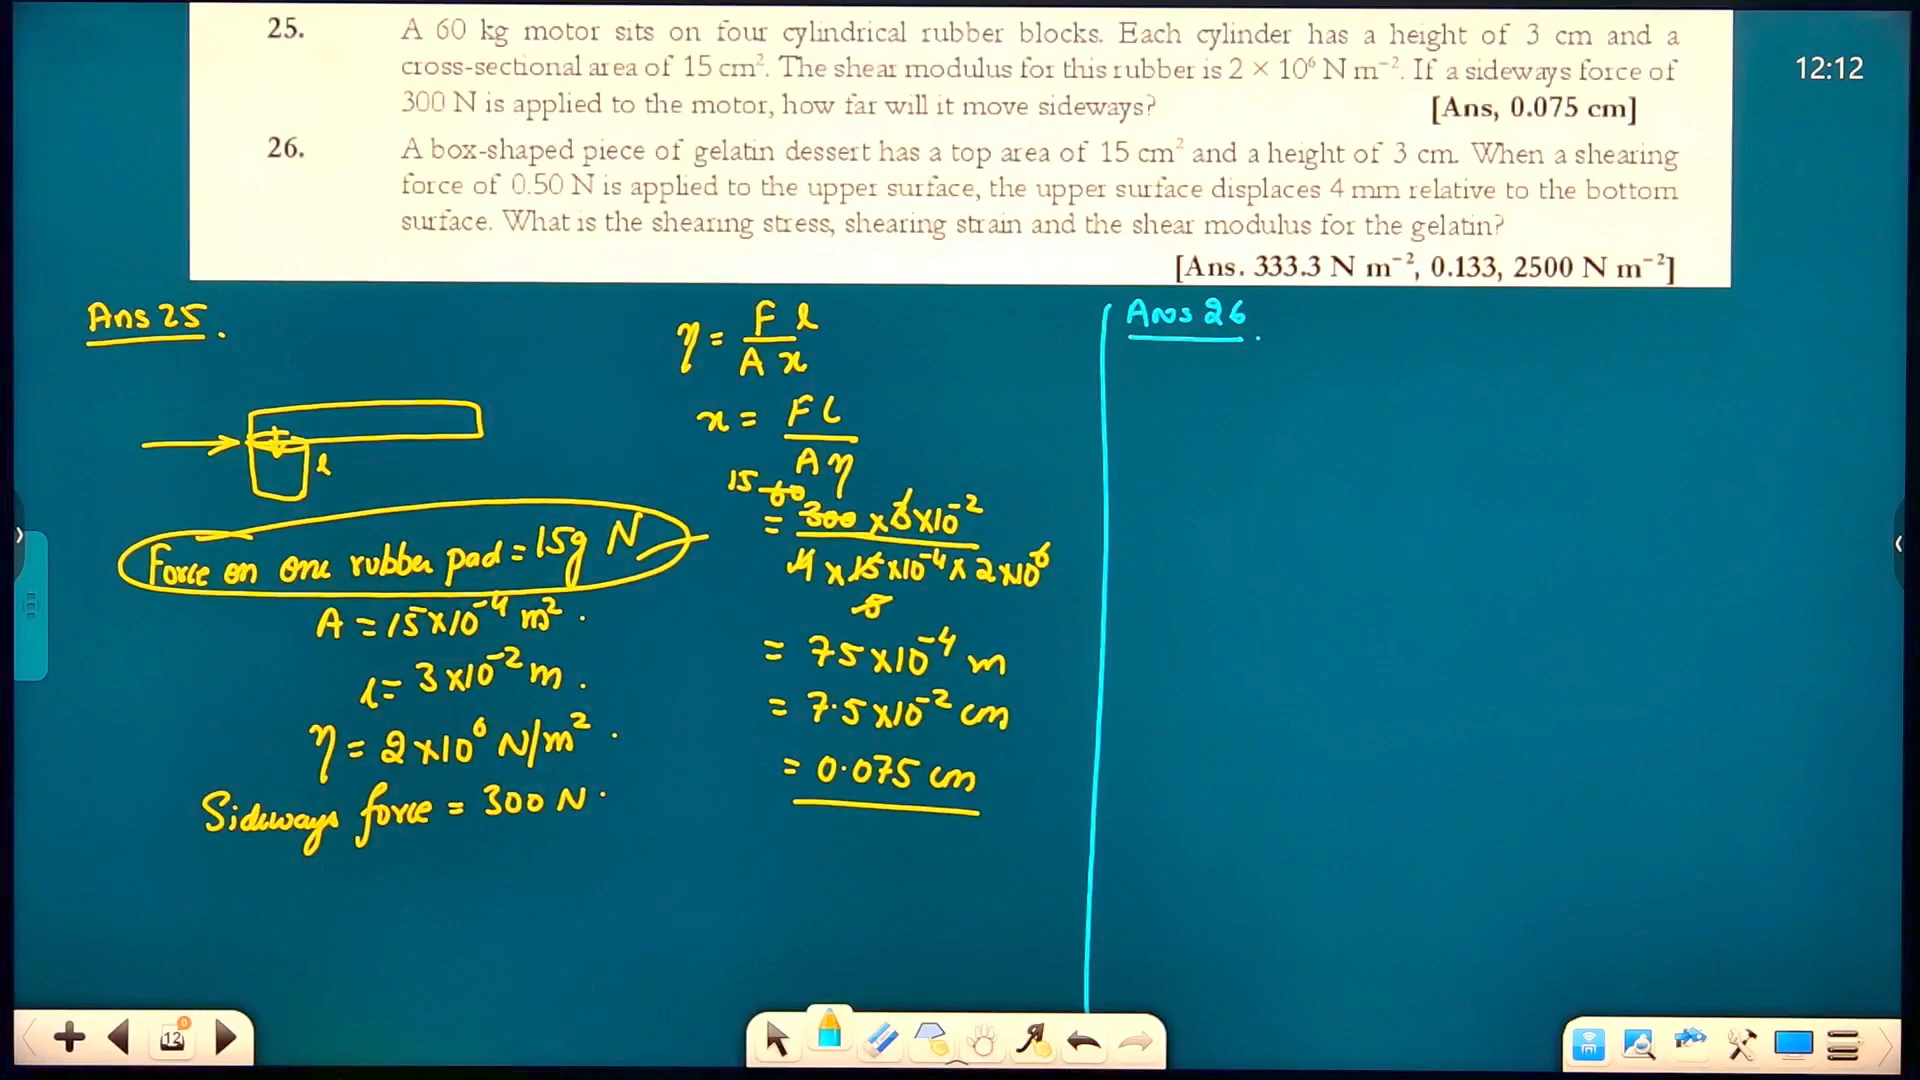 25. A 60 kg motor sits on four cylindrical rubber blocks. Each cylinder has a height of 3 cm and a
cross-sectional area of 15 cm². The shear modulus for this rubber is 2 × 10⁶ N m⁻². If a sideways force of
300 N is applied to the motor, how far will it move sideways? [Ans, 0.075 cm]
12:12
26. A box-shaped piece of gelatin dessert has a top area of 15 cm² and a height of 3 cm. When a shearing
force of 0.50 N is applied to the upper surface, the upper surface displaces 4 mm relative to the bottom
surface. What is the shearing stress, shearing strain and the shear modulus for the gelatin?
[Ans. 333.3 N m⁻², 0.133, 2500 N m⁻²]
Ans 25.
l
Force on one rubber pad = 15g N
A = 15×10⁻⁴ m².
l = 3×10⁻² m.
η = 2×10⁶ N/m².
Sideways force = 300 N.
η = F l
A x
x = F l
A η
15 60
= 300 × 3×10⁻²
4 × 15×10⁻⁴ × 2×10⁶
5
= 75×10⁻⁴ m
= 7.5×10⁻² cm
= 0.075 cm
Ans 26.
12
0